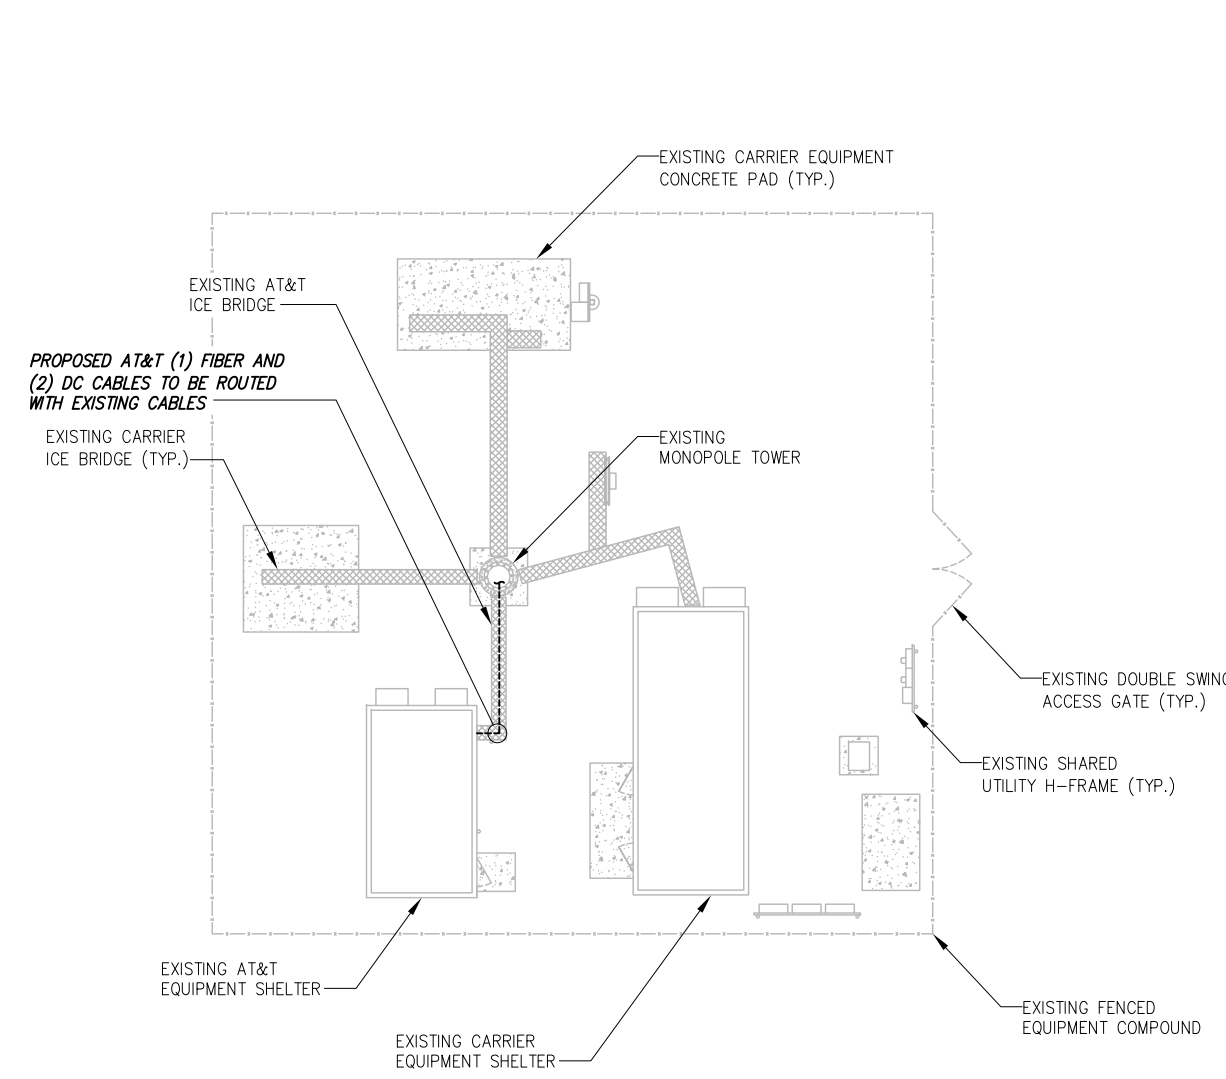 EXISTING CARRIER EQUIPMENT
CONCRETE PAD (TYP.)
EXISTING AT&T
ICE BRIDGE
PROPOSED AT&T (1) FIBER AND
(2) DC CABLES TO BE ROUTED
WITH EXISTING CABLES
EXISTING CARRIER
ICE BRIDGE (TYP.)
EXISTING
MONOPOLE TOWER
EXISTING DOUBLE SWING
ACCESS GATE (TYP.)
EXISTING SHARED
UTILITY H-FRAME (TYP.)
EXISTING AT&T
EQUIPMENT SHELTER
EXISTING FENCED
EQUIPMENT COMPOUND
EXISTING CARRIER
EQUIPMENT SHELTER